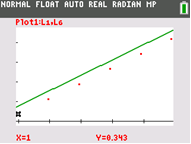 NORMAL FLOAT AUTO REAL RADIAN MP
Plot1:L1,L6
X=1 Y=0.343